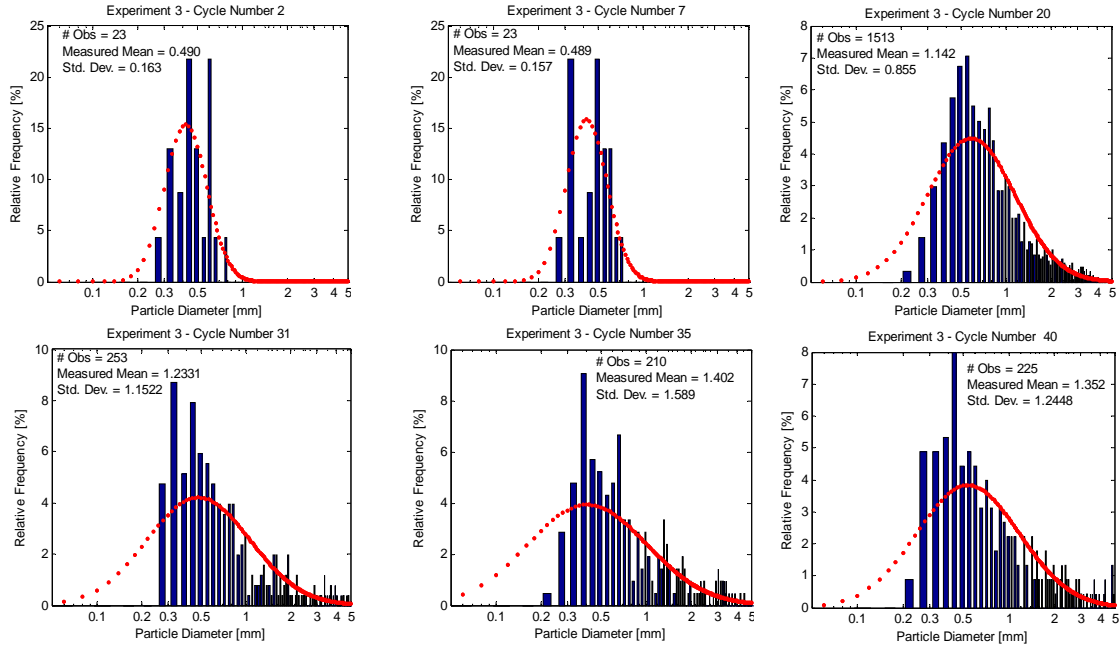 Experiment 3 - Cycle Number 2
# Obs = 23
Measured Mean = 0.490
Std. Dev. = 0.163
Relative Frequency [%]
25
20
15
10
5
0
0.1 0.2 0.3 0.5 1 2 3 4 5
Particle Diameter [mm]
Experiment 3 - Cycle Number 7
# Obs = 23
Measured Mean = 0.489
Std. Dev. = 0.157
Relative Frequency [%]
25
20
15
10
5
0
0.1 0.2 0.3 0.5 1 2 3 4 5
Particle Diameter [mm]
Experiment 3 - Cycle Number 20
# Obs = 1513
Measured Mean = 1.142
Std. Dev. = 0.855
Relative Frequency [%]
8
7
6
5
4
3
2
1
0
0.1 0.2 0.3 0.5 1 2 3 4 5
Particle Diameter [mm]
Experiment 3 - Cycle Number 31
# Obs = 253
Measured Mean = 1.2331
Std. Dev. = 1.1522
Relative Frequency [%]
10
8
6
4
2
0
0.1 0.2 0.3 0.5 1 2 3 4 5
Particle Diameter [mm]
Experiment 3 - Cycle Number 35
# Obs = 210
Measured Mean = 1.402
Std. Dev. = 1.589
Relative Frequency [%]
10
8
6
4
2
0
0.1 0.2 0.3 0.5 1 2 3 4 5
Particle Diameter [mm]
Experiment 3 - Cycle Number 40
# Obs = 225
Measured Mean = 1.352
Std. Dev. = 1.2448
Relative Frequency [%]
8
7
6
5
4
3
2
1
0
0.1 0.2 0.3 0.5 1 2 3 4 5
Particle Diameter [mm]